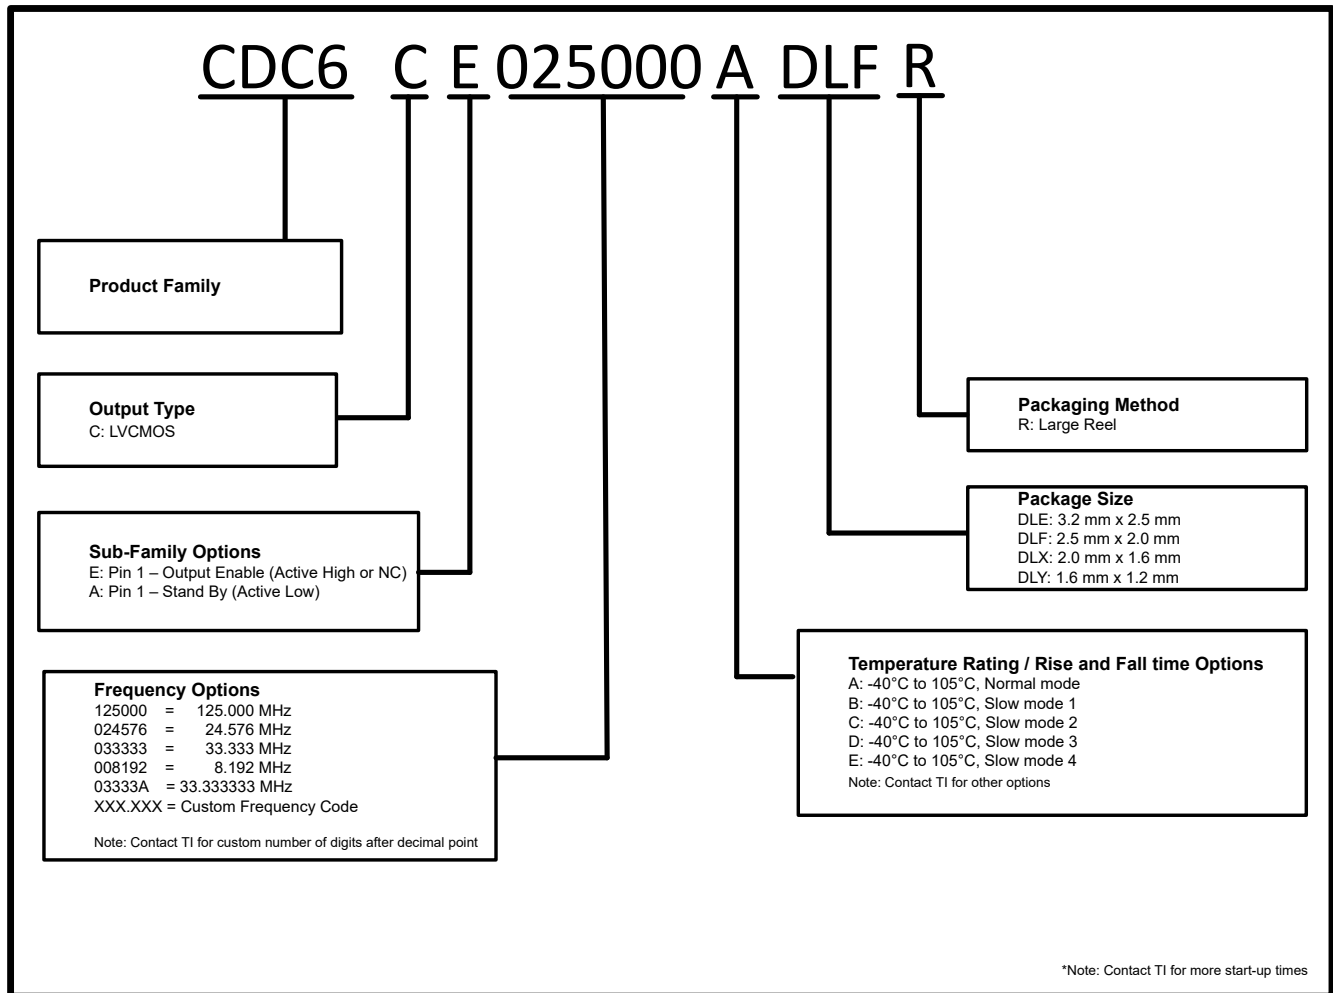 CDC6 C E 025000 A DLF R
Product Family
Output Type
C: LVCMOS
Sub-Family Options
E: Pin 1 – Output Enable (Active High or NC)
A: Pin 1 – Stand By (Active Low)
Frequency Options
125000 = 125.000 MHz
024576 = 24.576 MHz
033333 = 33.333 MHz
008192 = 8.192 MHz
03333A = 33.333333 MHz
XXX.XXX = Custom Frequency Code
Note: Contact TI for custom number of digits after decimal point
Packaging Method
R: Large Reel
Package Size
DLE: 3.2 mm x 2.5 mm
DLF: 2.5 mm x 2.0 mm
DLX: 2.0 mm x 1.6 mm
DLY: 1.6 mm x 1.2 mm
Temperature Rating / Rise and Fall time Options
A: -40°C to 105°C, Normal mode
B: -40°C to 105°C, Slow mode 1
C: -40°C to 105°C, Slow mode 2
D: -40°C to 105°C, Slow mode 3
E: -40°C to 105°C, Slow mode 4
Note: Contact TI for other options
*Note: Contact TI for more start-up times